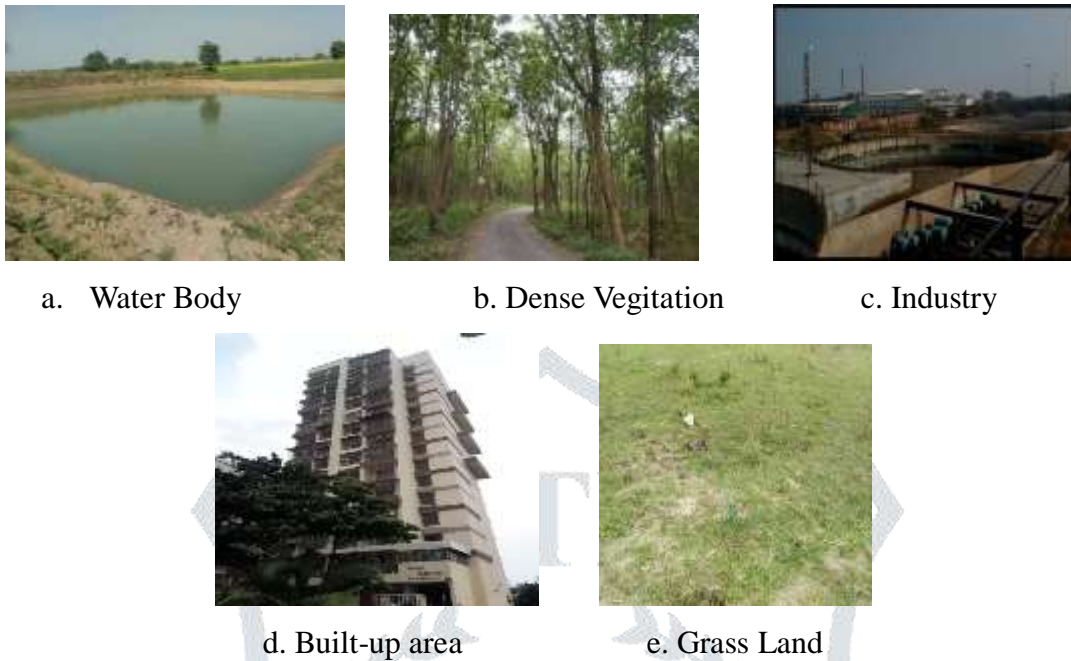 a. Water Body
b. Dense Vegitation
c. Industry
d. Built-up area
e. Grass Land